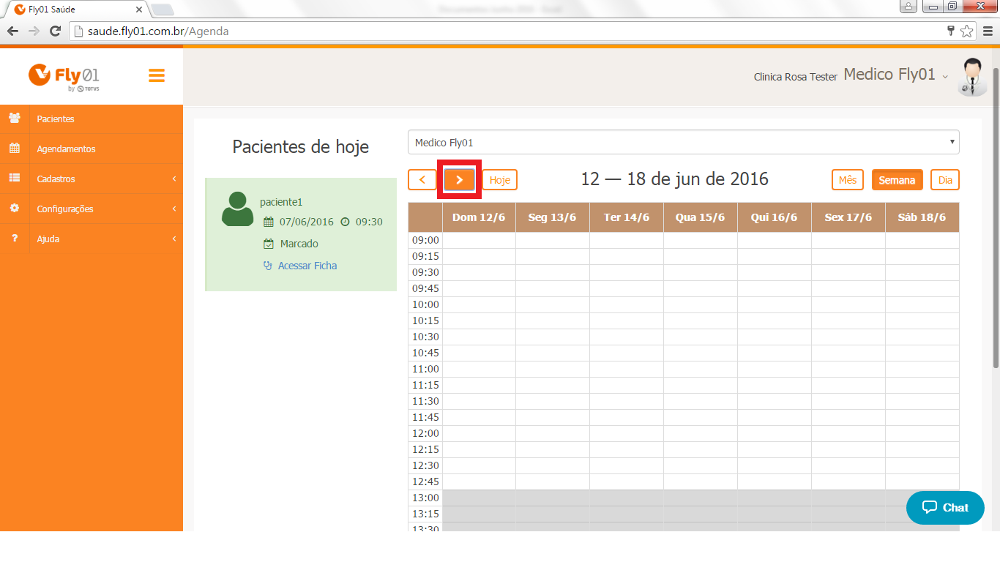 Fly01 Saúde
saude.fly01.com.br/Agenda
Fly01
by TOTVS
Clinica Rosa Tester Medico Fly01
Pacientes
Agendamentos
Cadastros
Configurações
Ajuda
Pacientes de hoje
paciente1
07/06/2016 09:30
Marcado
Acessar Ficha
Medico Fly01
Hoje
12 — 18 de jun de 2016
Mês Semana Dia
Dom 12/6 Seg 13/6 Ter 14/6 Qua 15/6 Qui 16/6 Sex 17/6 Sáb 18/6
09:00
09:15
09:30
09:45
10:00
10:15
10:30
10:45
11:00
11:15
11:30
11:45
12:00
12:15
12:30
12:45
13:00
13:15
13:30
Chat